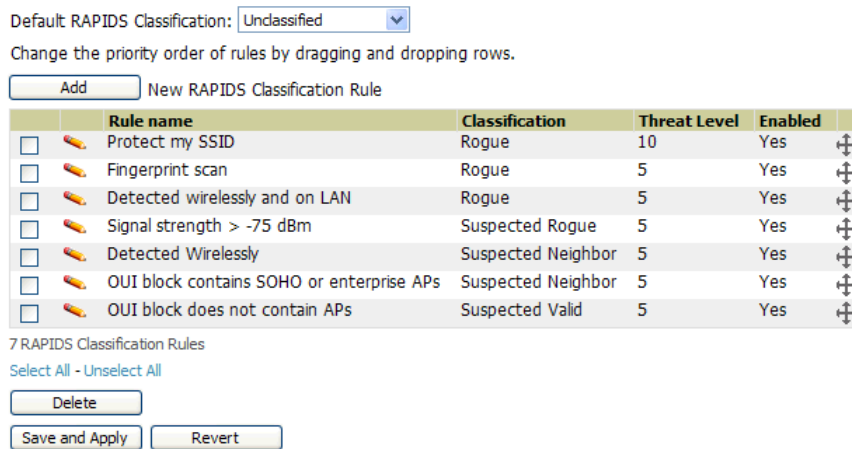 Default RAPIDS Classification: Unclassified
Change the priority order of rules by dragging and dropping rows.
Add New RAPIDS Classification Rule
Rule name Classification Threat Level Enabled
Protect my SSID Rogue 10 Yes
Fingerprint scan Rogue 5 Yes
Detected wirelessly and on LAN Rogue 5 Yes
Signal strength > -75 dBm Suspected Rogue 5 Yes
Detected Wirelessly Suspected Neighbor 5 Yes
OUI block contains SOHO or enterprise APs Suspected Neighbor 5 Yes
OUI block does not contain APs Suspected Valid 5 Yes
7 RAPIDS Classification Rules
Select All - Unselect All
Delete
Save and Apply Revert